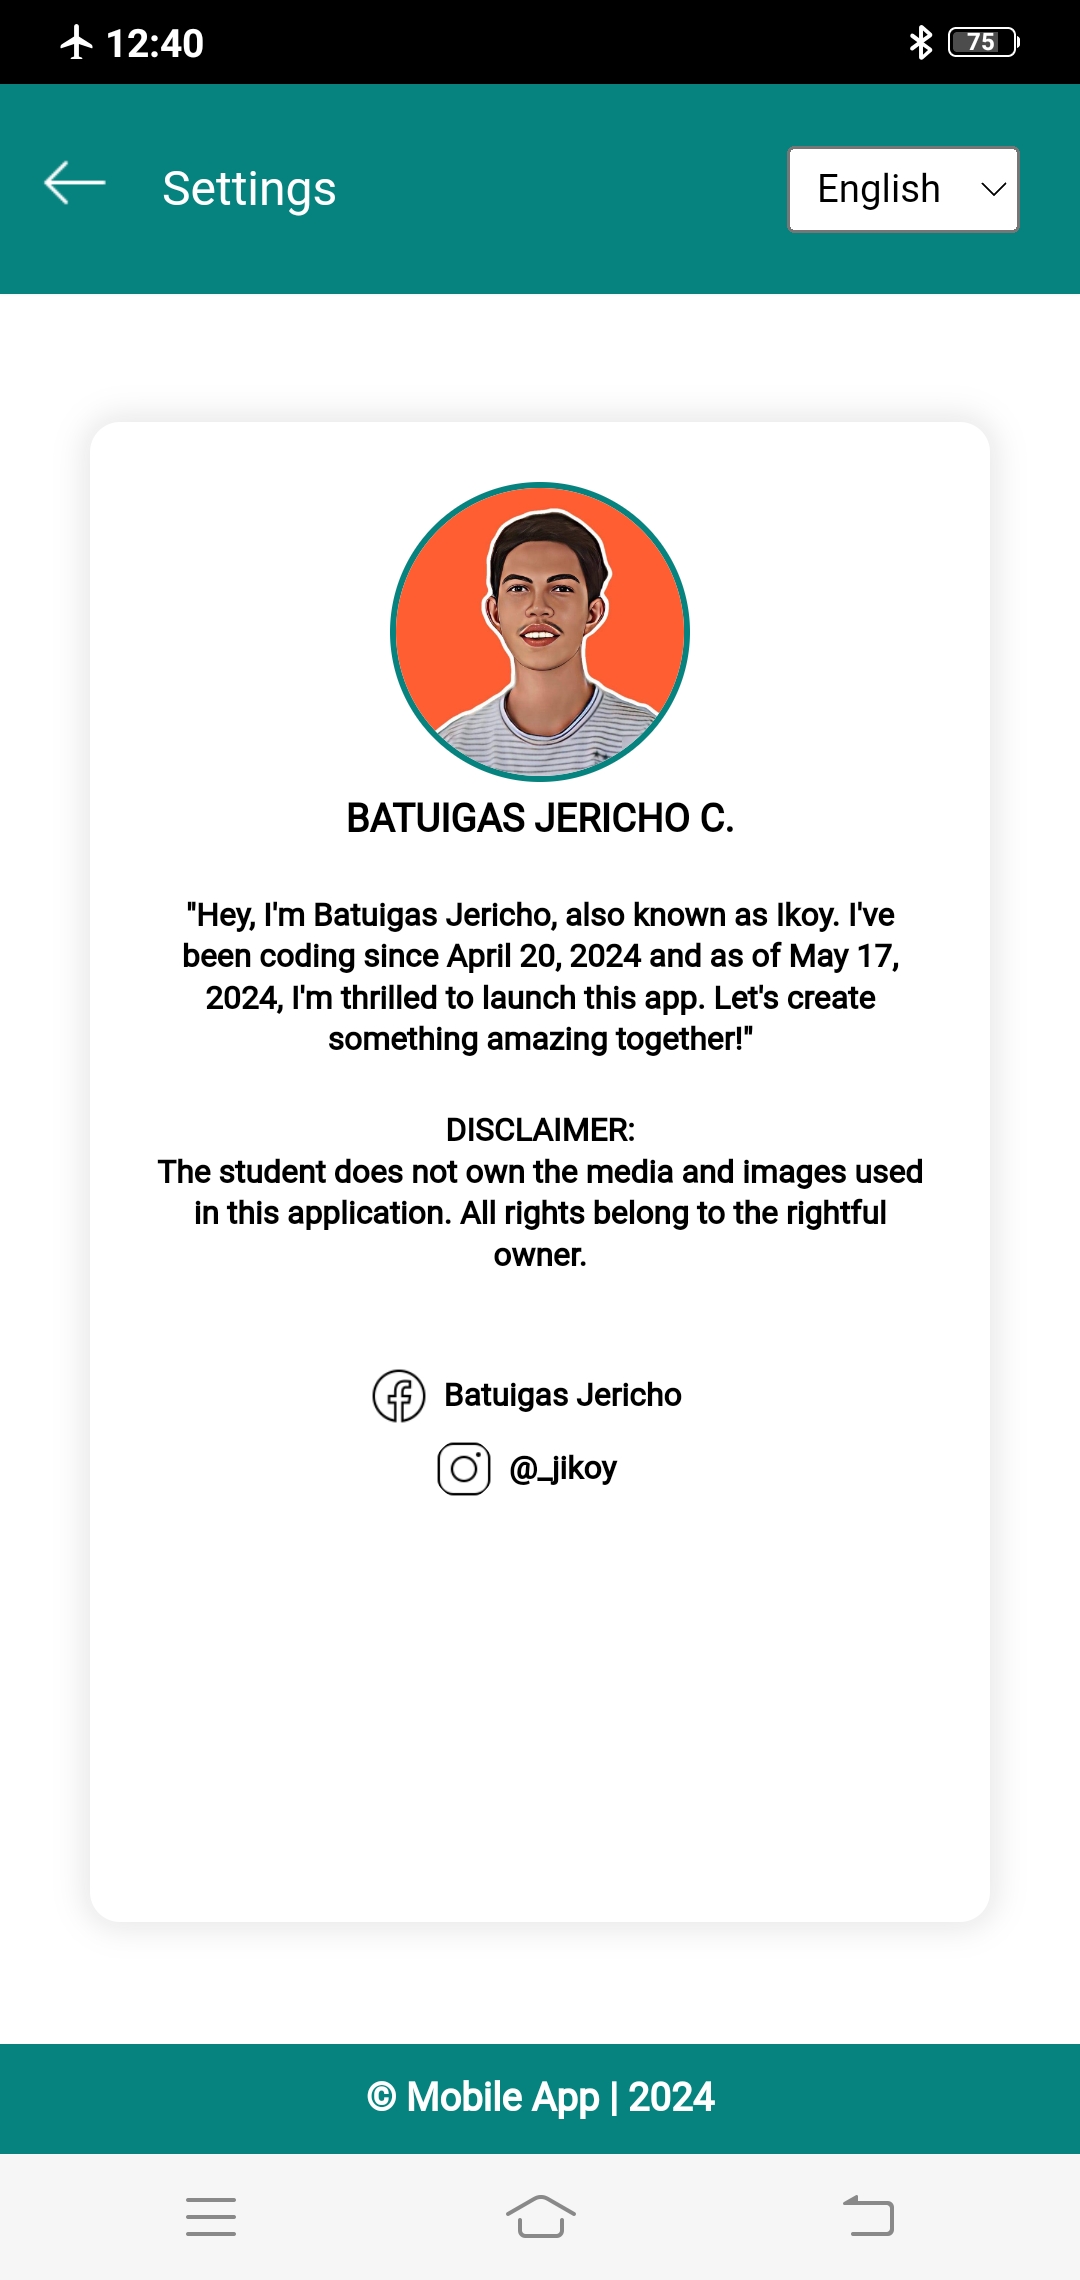 12:40
75
Settings
English
BATUIGAS JERICHO C.
"Hey, I'm Batuigas Jericho, also known as Ikoy. I've
been coding since April 20, 2024 and as of May 17,
2024, I'm thrilled to launch this app. Let's create
something amazing together!"
DISCLAIMER:
The student does not own the media and images used
in this application. All rights belong to the rightful
owner.
Batuigas Jericho
@_jikoy
© Mobile App | 2024